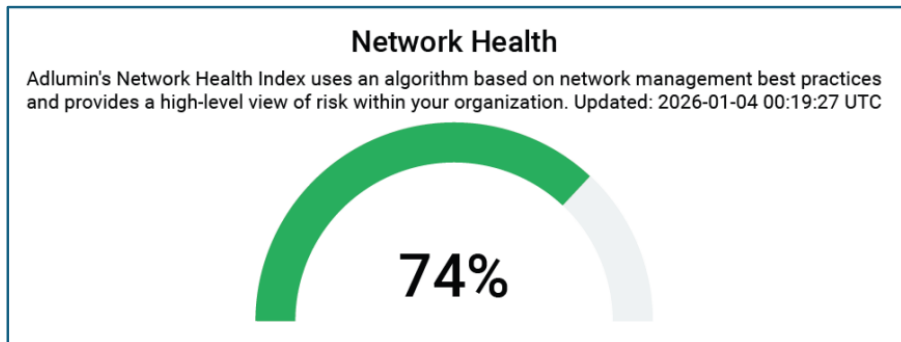 Network Health
Adlumin's Network Health Index uses an algorithm based on network management best practices
and provides a high-level view of risk within your organization. Updated: 2026-01-04 00:19:27 UTC
74%